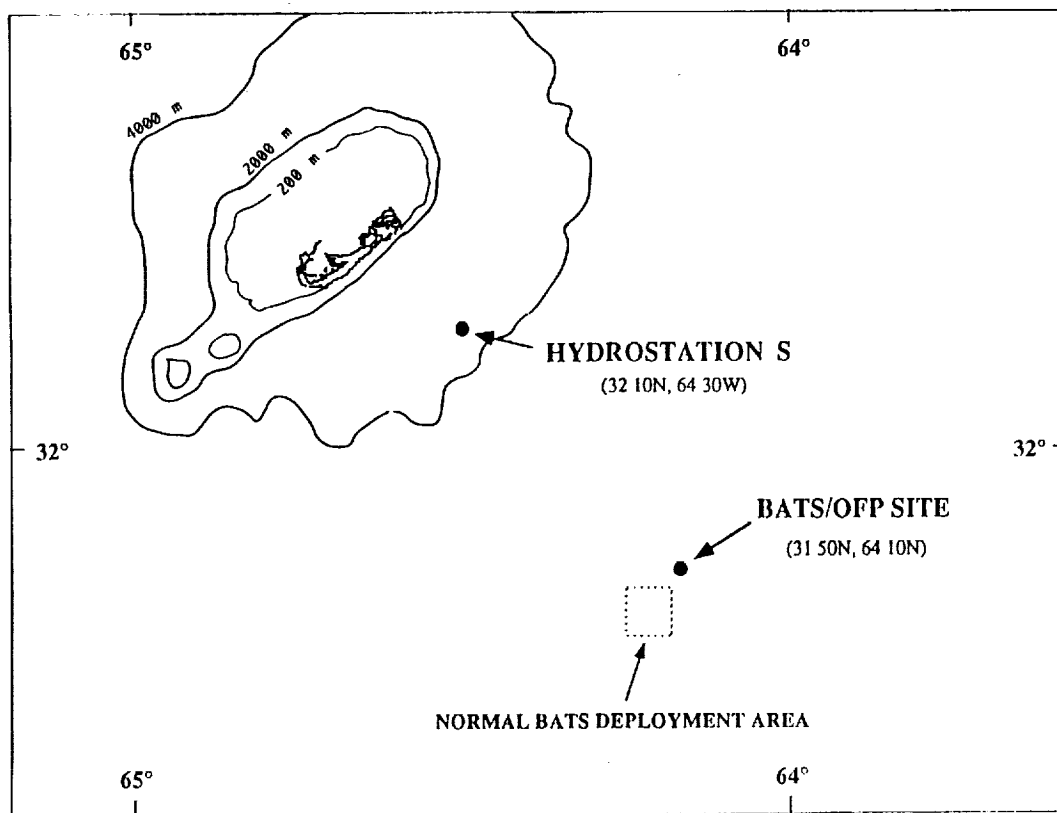 65°
64°
4000 m
2000 m
200 m
HYDROSTATION S
(32 10N, 64 30W)
32°
32°
BATS/OFP SITE
(31 50N, 64 10N)
NORMAL BATS DEPLOYMENT AREA
65°
64°